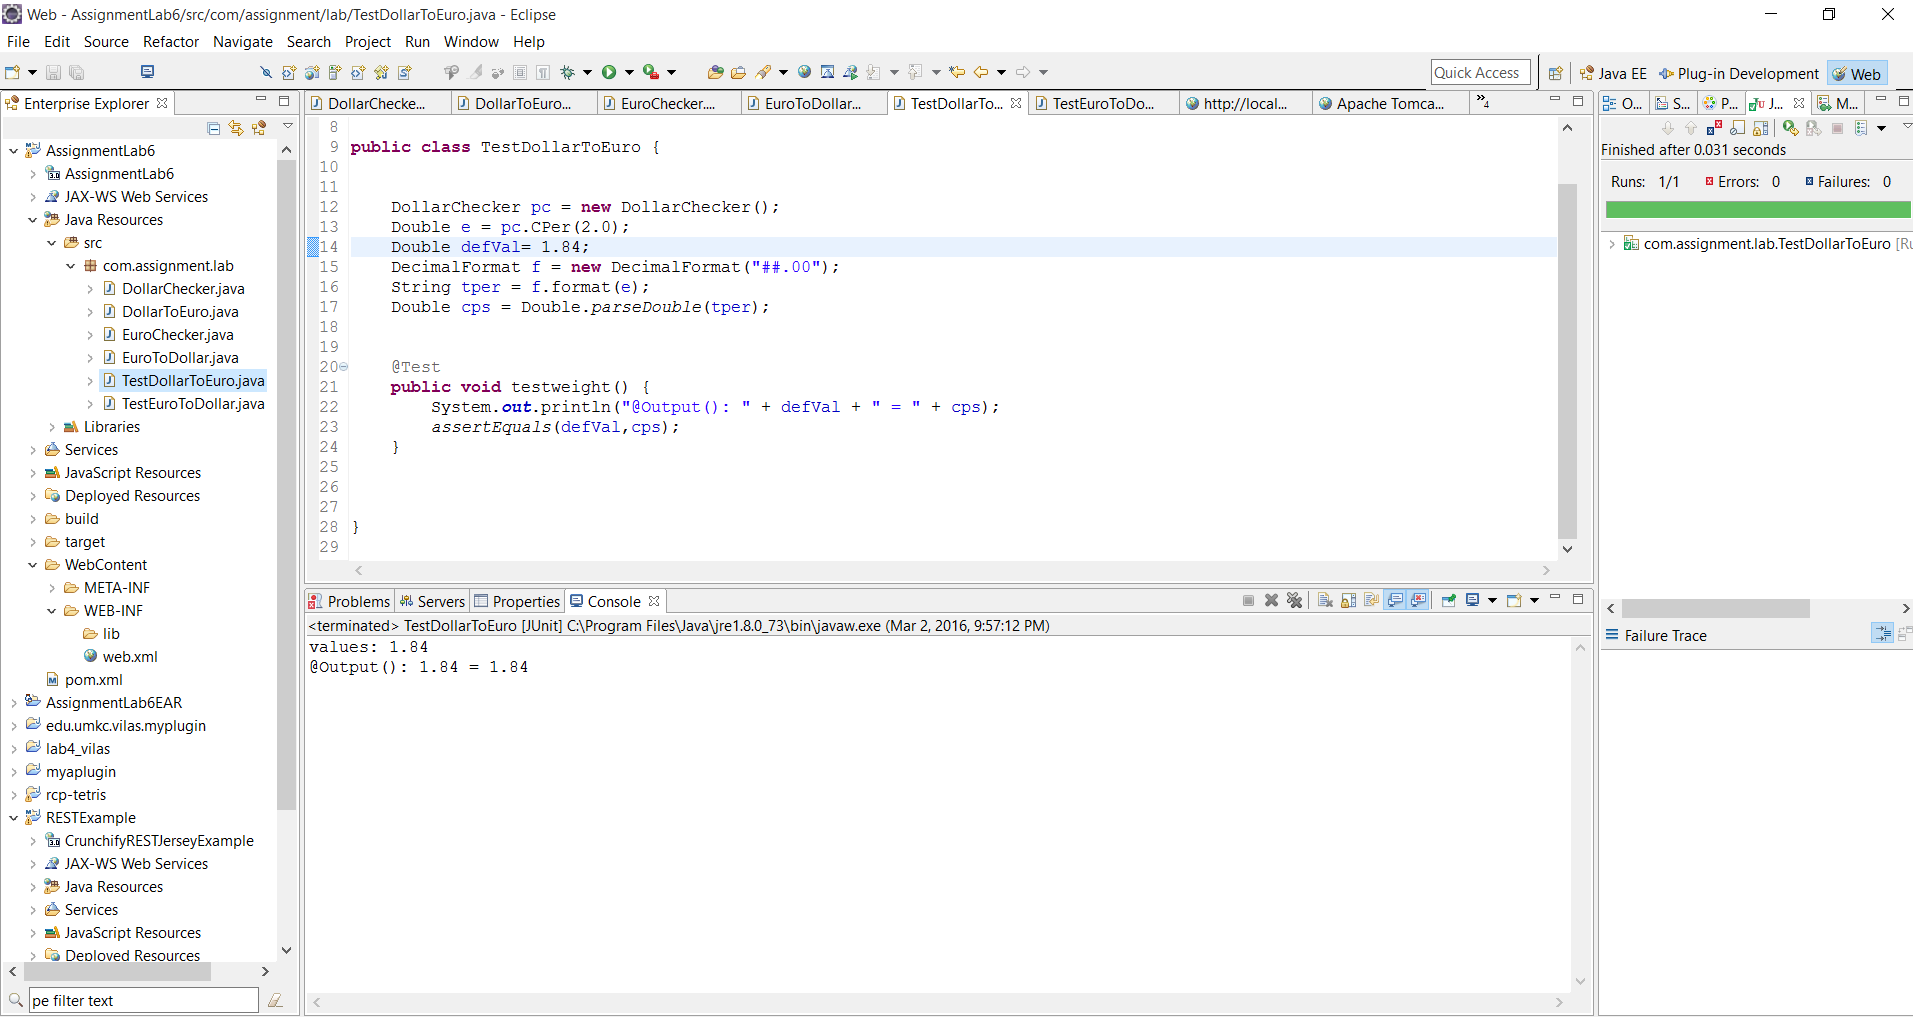 Web - AssignmentLab6/src/com/assignment/lab/TestDollarToEuro.java - Eclipse
File Edit Source Refactor Navigate Search Project Run Window Help
Quick Access Java EE Plug-in Development Web
Enterprise Explorer
AssignmentLab6
AssignmentLab6
JAX-WS Web Services
Java Resources
src
com.assignment.lab
DollarChecker.java
DollarToEuro.java
EuroChecker.java
EuroToDollar.java
TestDollarToEuro.java
TestEuroToDollar.java
Libraries
Services
JavaScript Resources
Deployed Resources
build
target
WebContent
META-INF
WEB-INF
lib
web.xml
pom.xml
AssignmentLab6EAR
edu.umkc.vilas.myplugin
lab4_vilas
myaplugin
rcp-tetris
RESTExample
CrunchifyRESTJerseyExample
JAX-WS Web Services
Java Resources
Services
JavaScript Resources
Deployed Resources
pe filter text
DollarChecke... DollarToEuro... EuroChecker.... EuroToDollar... TestDollarTo... TestEuroToDo... http://local... Apache Tomca... »4
8
9 public class TestDollarToEuro {
10
11
12 DollarChecker pc = new DollarChecker();
13 Double e = pc.CPer(2.0);
14 Double defVal= 1.84;
15 DecimalFormat f = new DecimalFormat("##.00");
16 String tper = f.format(e);
17 Double cps = Double.parseDouble(tper);
18
19
20 @Test
21 public void testweight() {
22 System.out.println("@Output(): " + defVal + " = " + cps);
23 assertEquals(defVal,cps);
24 }
25
26
27
28 }
29
Problems Servers Properties Console
<terminated> TestDollarToEuro [JUnit] C:\Program Files\Java\jre1.8.0_73\bin\javaw.exe (Mar 2, 2016, 9:57:12 PM)
values: 1.84
@Output(): 1.84 = 1.84
O... S... P... J... M...
Finished after 0.031 seconds
Runs: 1/1 Errors: 0 Failures: 0
com.assignment.lab.TestDollarToEuro [Ru
Failure Trace